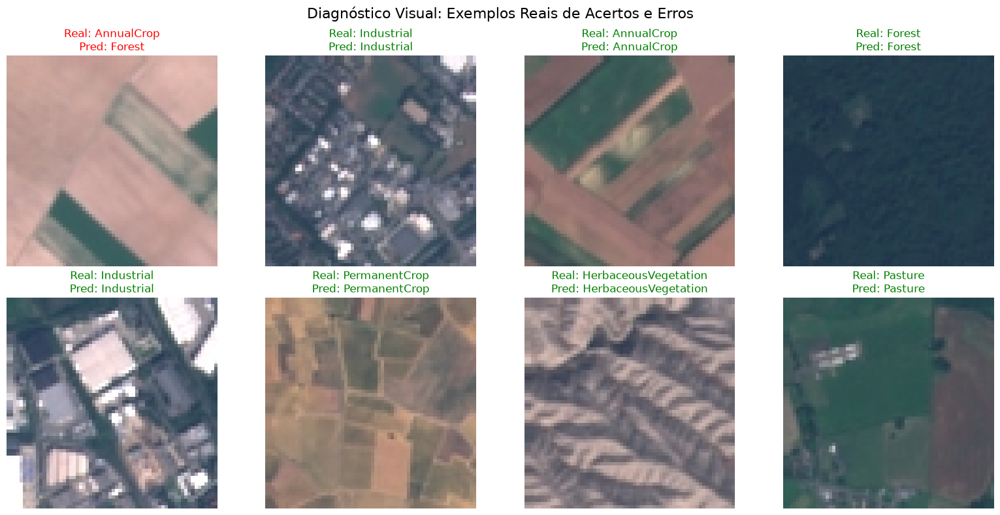 Diagnóstico Visual: Exemplos Reais de Acertos e Erros
Real: AnnualCrop
Pred: Forest
Real: Industrial
Pred: Industrial
Real: AnnualCrop
Pred: AnnualCrop
Real: Forest
Pred: Forest
Real: Industrial
Pred: Industrial
Real: PermanentCrop
Pred: PermanentCrop
Real: HerbaceousVegetation
Pred: HerbaceousVegetation
Real: Pasture
Pred: Pasture